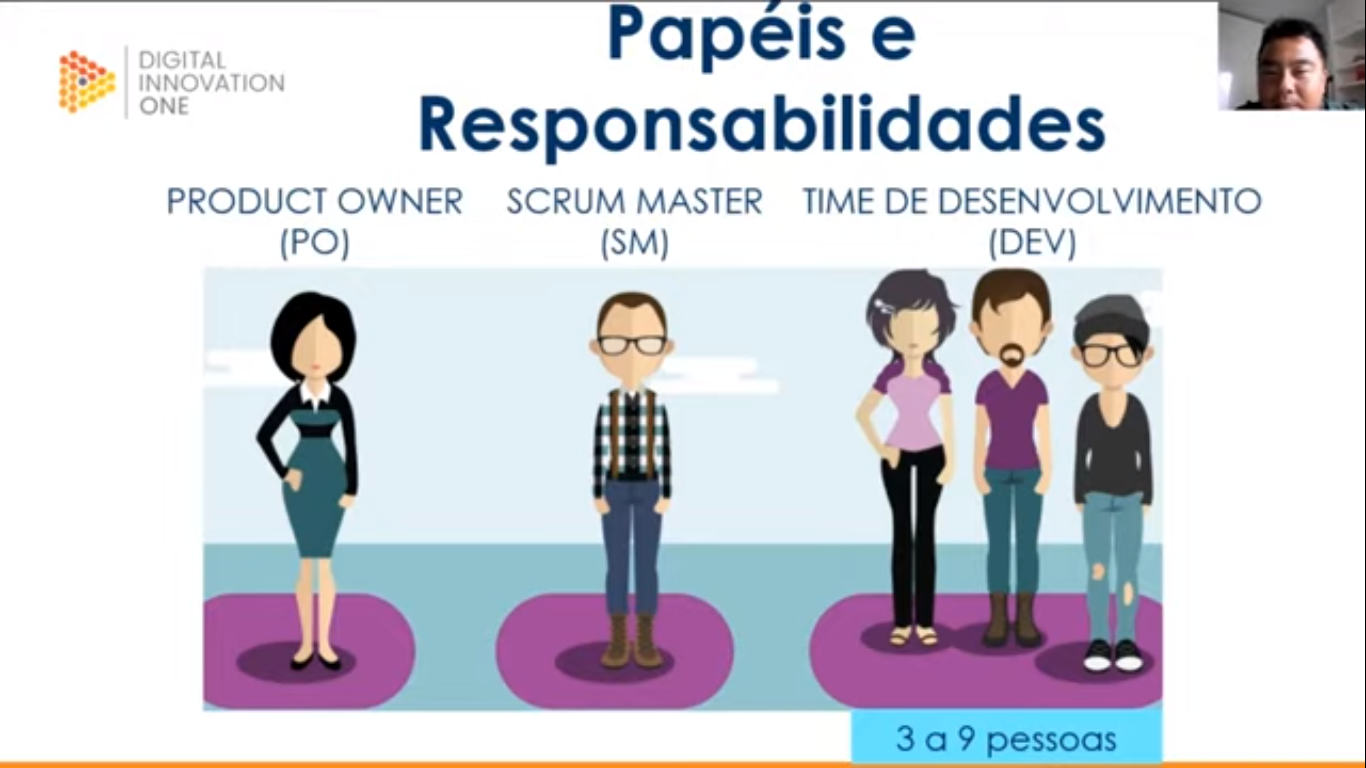 DIGITAL
INNOVATION
ONE
Papéis e
Responsabilidades
PRODUCT OWNER
(PO)
SCRUM MASTER
(SM)
TIME DE DESENVOLVIMENTO
(DEV)
3 a 9 pessoas